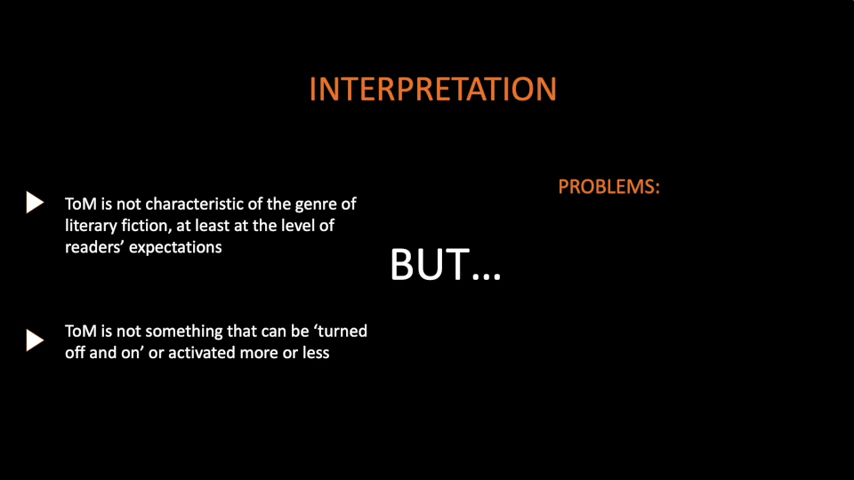 INTERPRETATION
ToM is not characteristic of the genre of
literary fiction, at least at the level of
readers’ expectations
ToM is not something that can be ‘turned
off and on’ or activated more or less
BUT…
PROBLEMS: